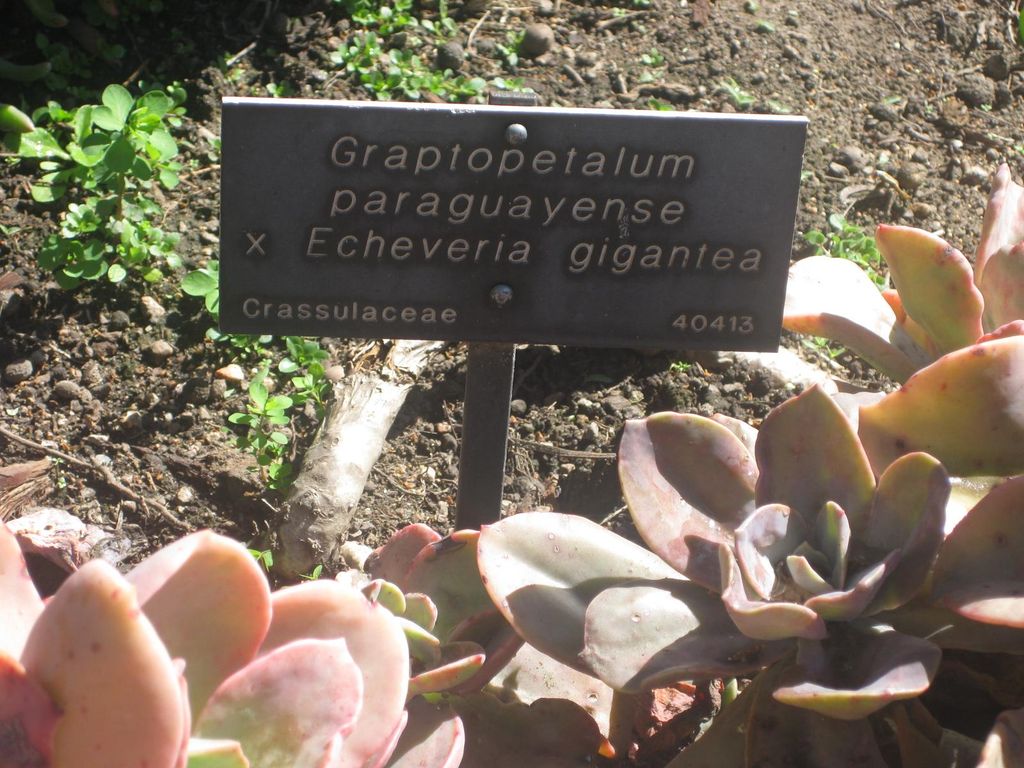 Graptopetalum
paraguayense
x Echeveria gigantea
Crassulaceae 40413